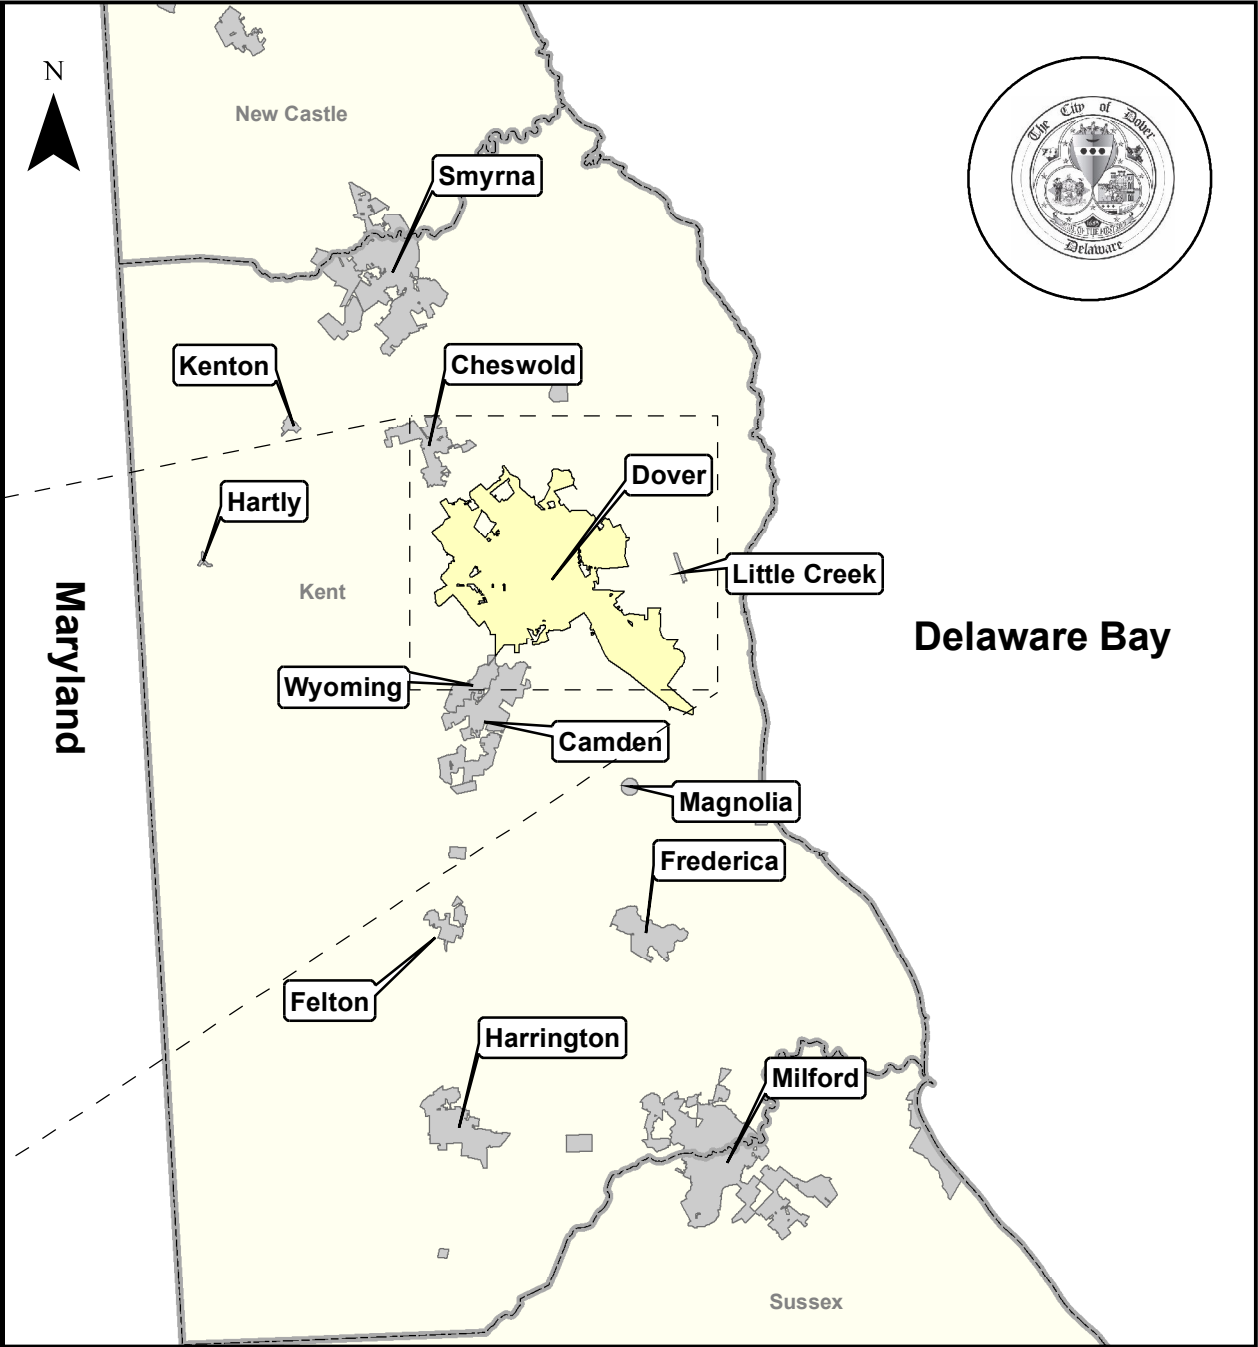 N
New Castle
The City of Dover
Delaware
Smyrna
Kenton
Cheswold
Dover
Hartly
Little Creek
Kent
Maryland
Delaware Bay
Wyoming
Camden
Magnolia
Frederica
Felton
Harrington
Milford
Sussex